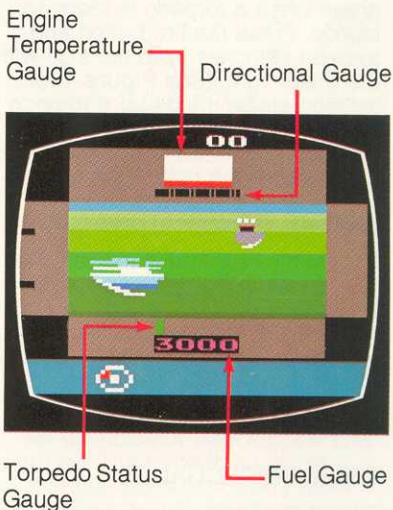 Engine
Temperature
Gauge
Directional Gauge
00
3000
Torpedo Status
Gauge
Fuel Gauge